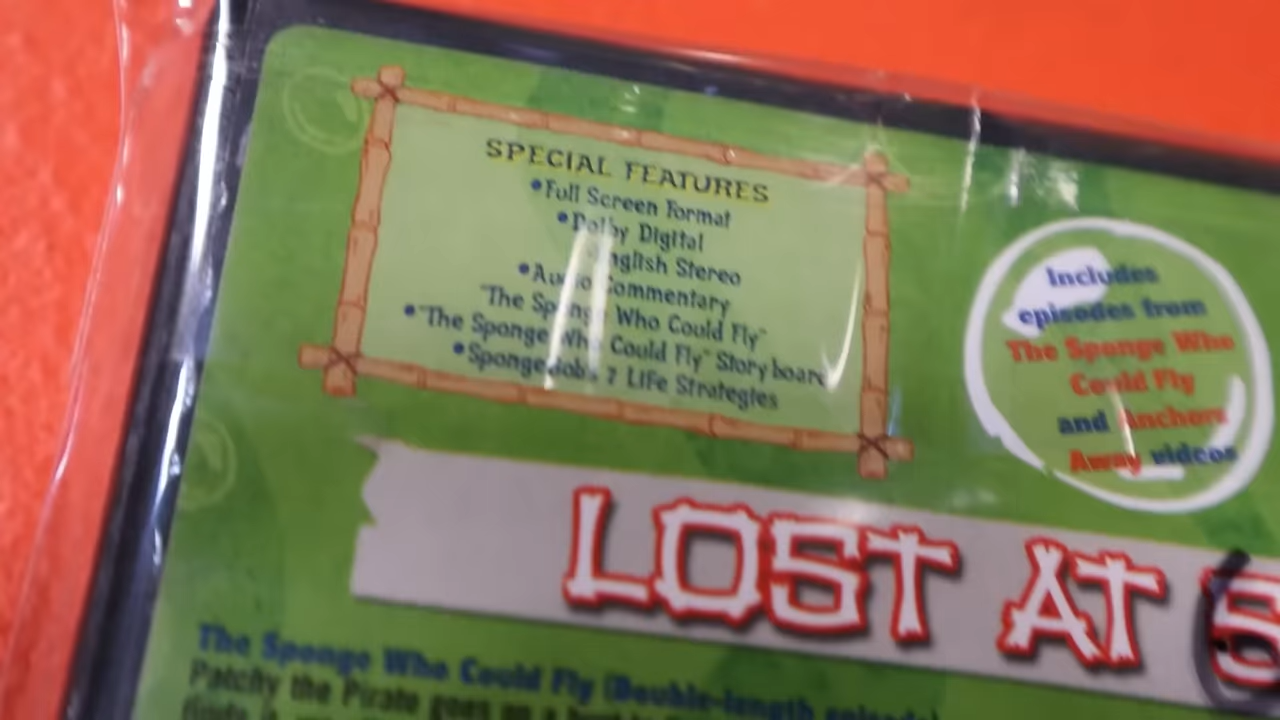 SPECIAL FEATURES
•Full Screen Format
•Dolby Digital
English Stereo
•Audio Commentary
"The Sponge Who Could Fly"
•"The Sponge Who Could Fly" Storyboard
•SpongeBob's 7 Life Strategies
Includes
episodes from
The Sponge Who
Could Fly
and Anchors
Away videos
LOST AT S
The Sponge Who Could Fly (Double-length episode)
Patchy the Pirate goes on a hunt